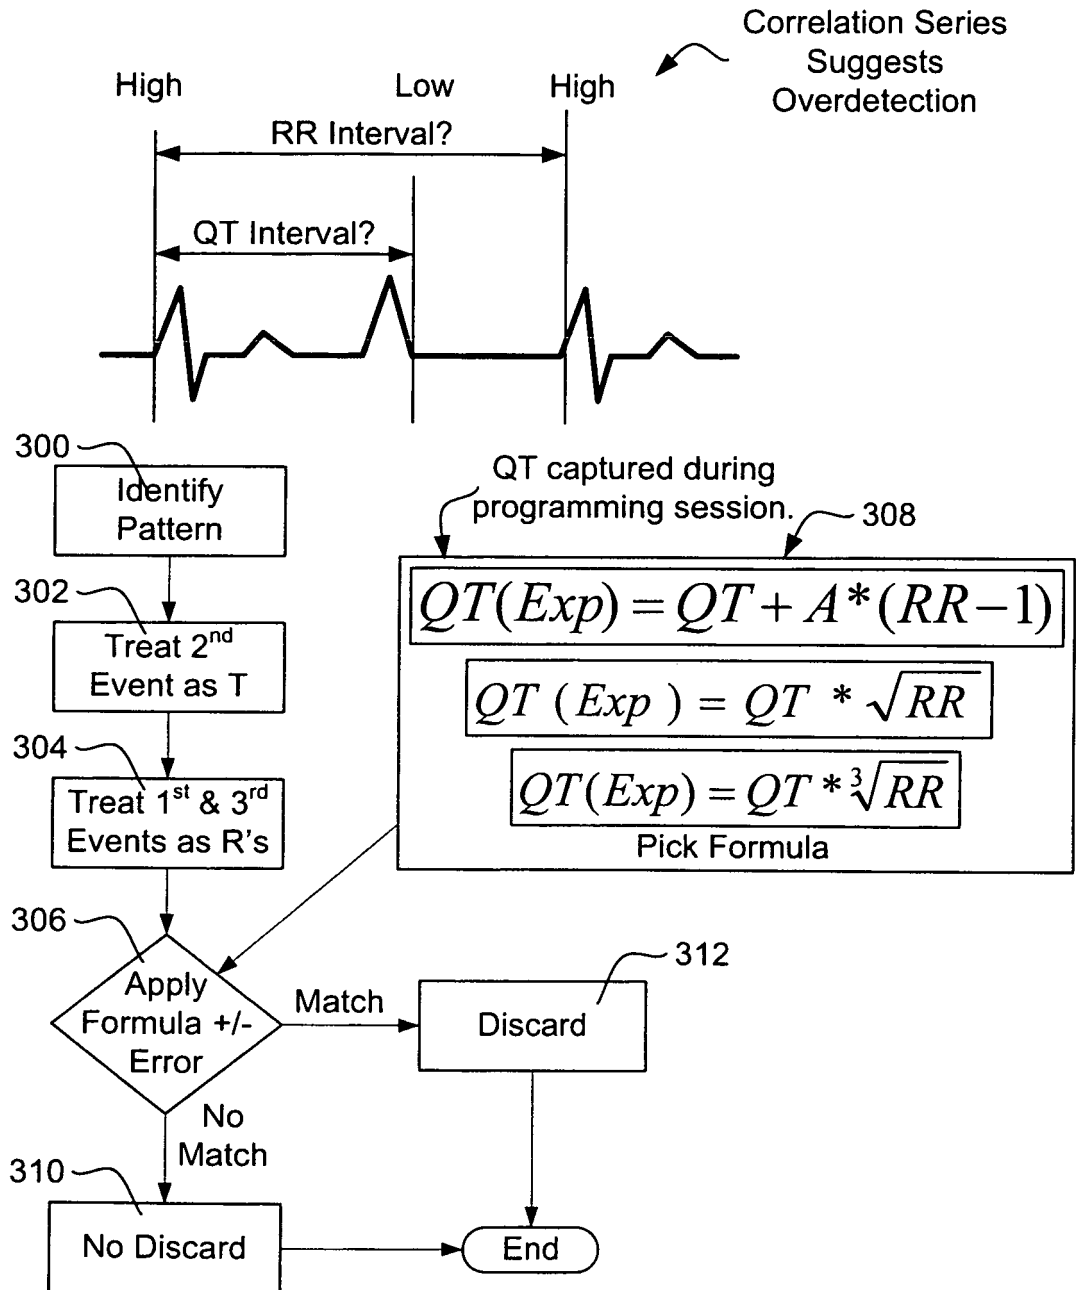 Correlation Series
Suggests
Overdetection
High
Low
High
RR Interval?
QT Interval?
300
Identify
Pattern
302
Treat 2nd
Event as T
304
Treat 1st & 3rd
Events as R's
QT captured during
programming session.
308
QT(Exp) = QT + A*(RR−1)
QT (Exp ) = QT * √RR
QT(Exp) = QT * ∛RR
Pick Formula
306
Apply
Formula +/-
Error
Match
312
Discard
No
Match
310
No Discard
End